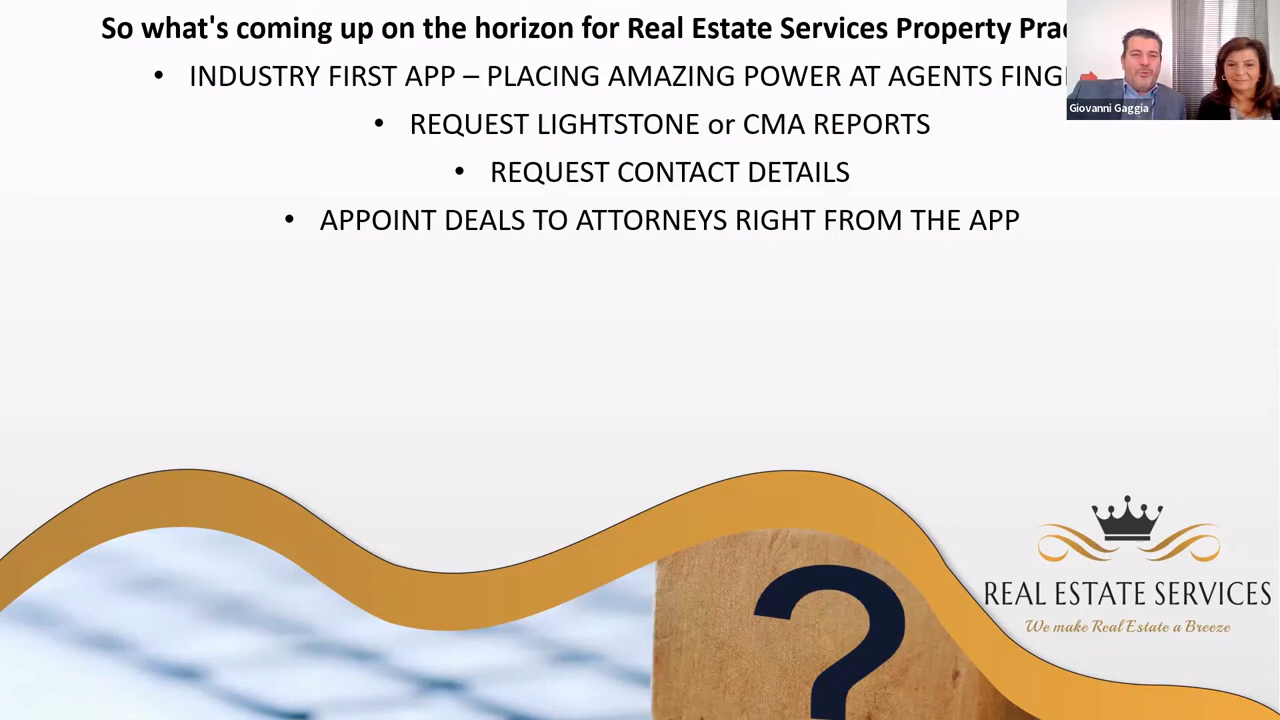 So what's coming up on the horizon for Real Estate Services Property
• INDUSTRY FIRST APP – PLACING AMAZING POWER AT AGENTS
• REQUEST LIGHTSTONE or CMA REPORTS
• REQUEST CONTACT DETAILS
• APPOINT DEALS TO ATTORNEYS RIGHT FROM THE APP
Giovanni Gaggia
REAL ESTATE SERVICES
We make Real Estate a Breeze
?